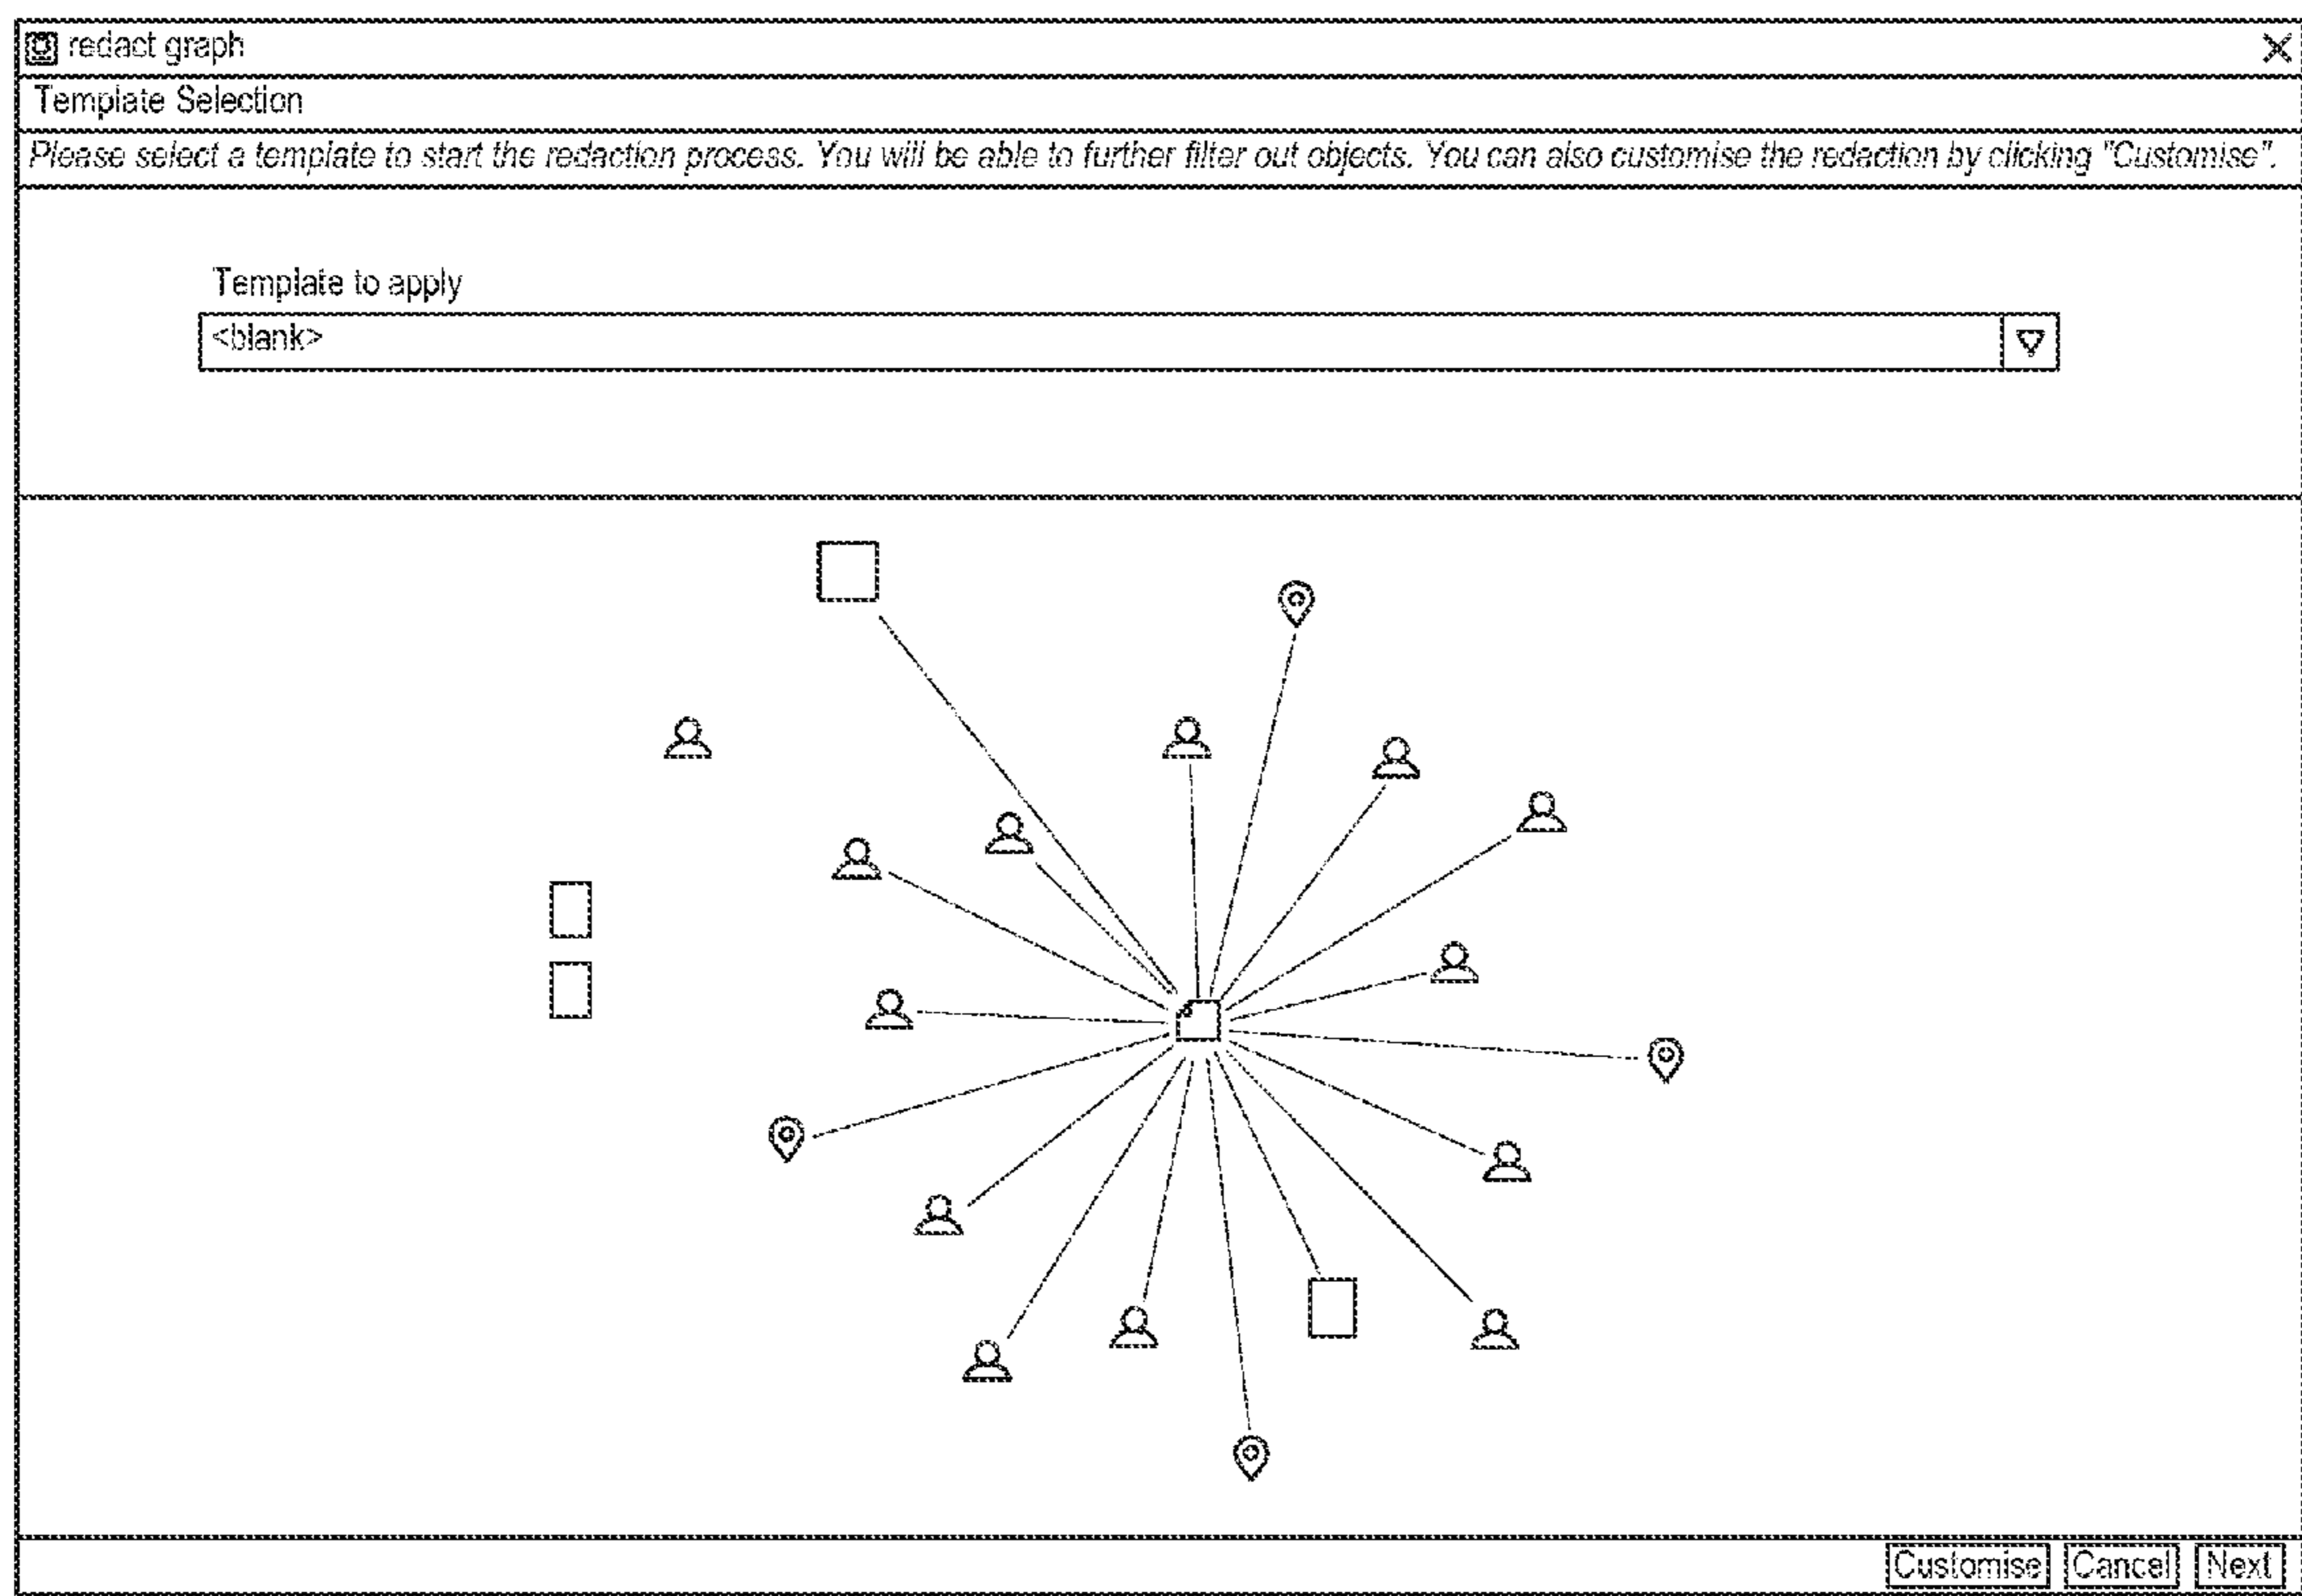 redact graph
Template Selection
Please select a template to start the redaction process. You will be able to further filter out objects. You can also customise the redaction by clicking "Customise".
Template to apply
<blank>
Customise Cancel Next